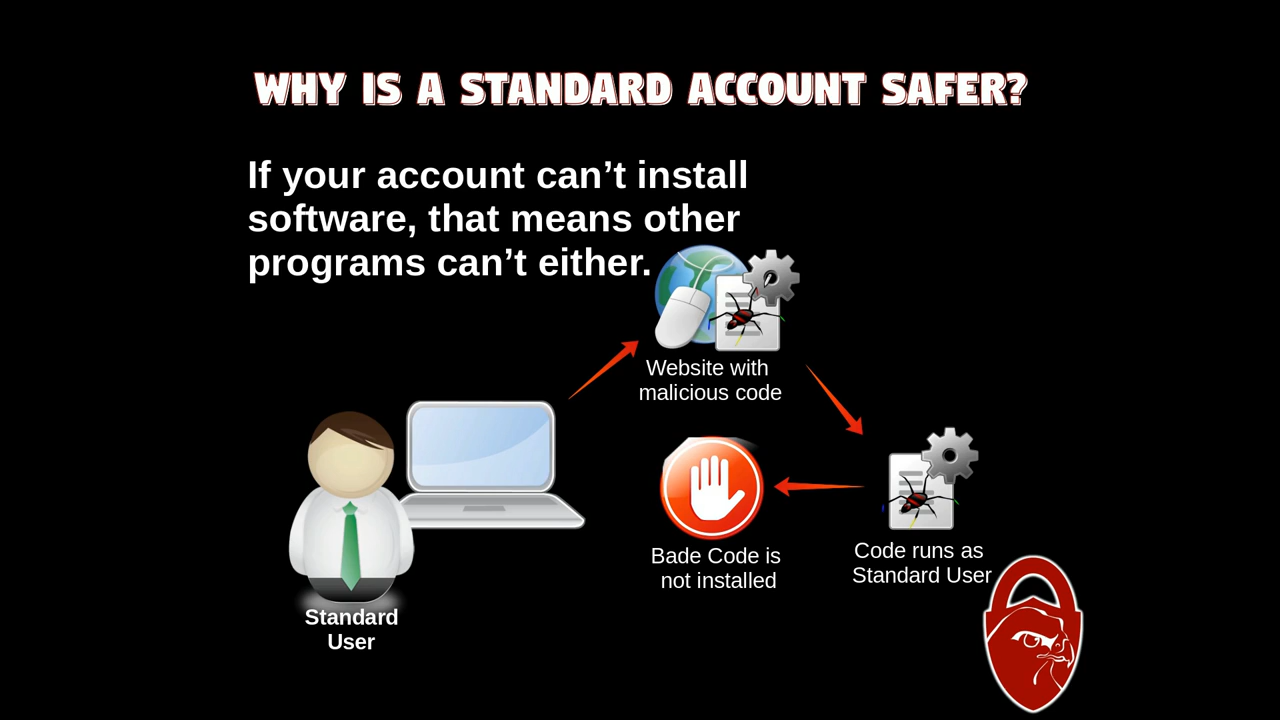 WHY IS A STANDARD ACCOUNT SAFER?
If your account can’t install
software, that means other
programs can’t either.
Website with
malicious code
Bade Code is
not installed
Code runs as
Standard User
Standard
User